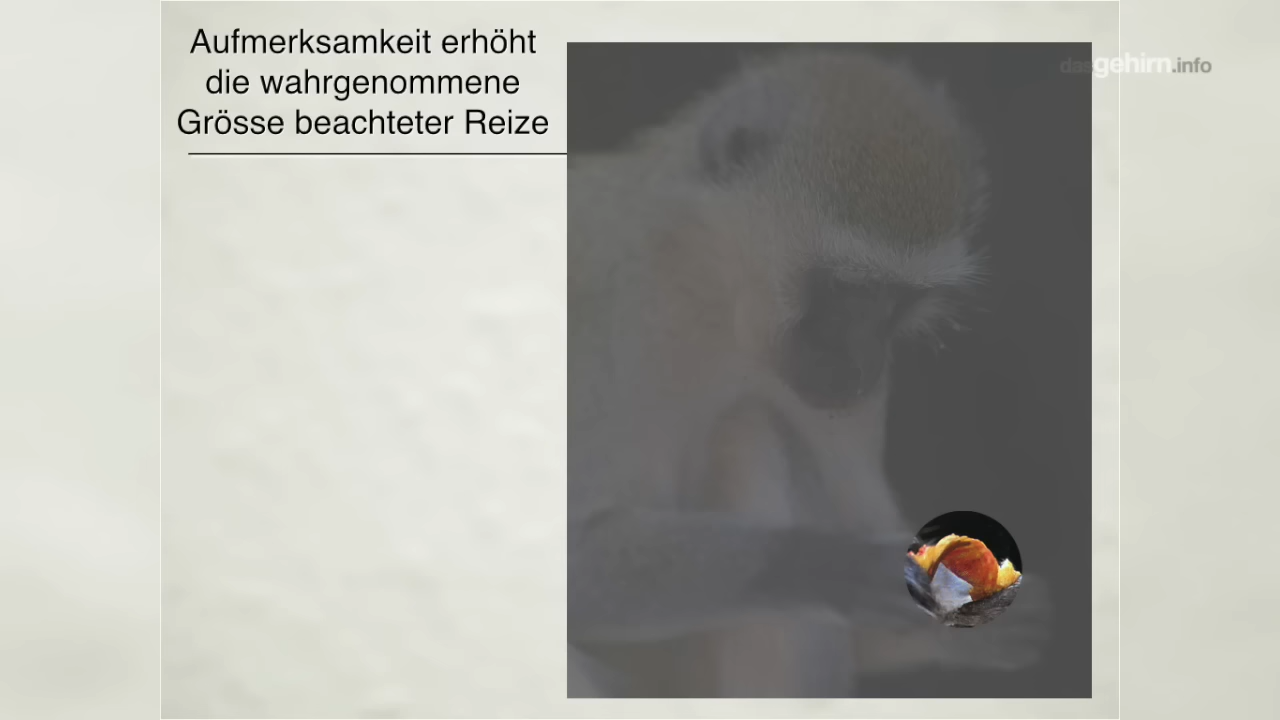 Aufmerksamkeit erhöht
die wahrgenommene
Grösse beachteter Reize
dasgehirn.info